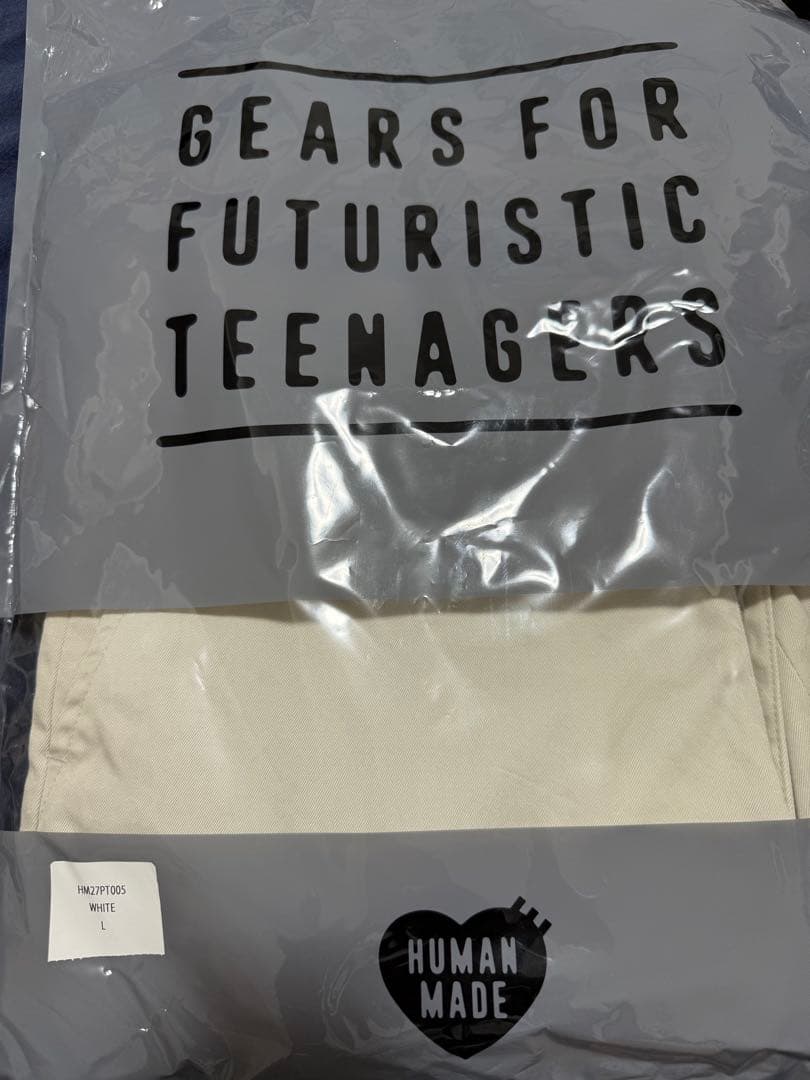 GEARS FOR
FUTURISTIC
TEENAGERS
HM27PT005
WHITE
L
HUMAN
MADE